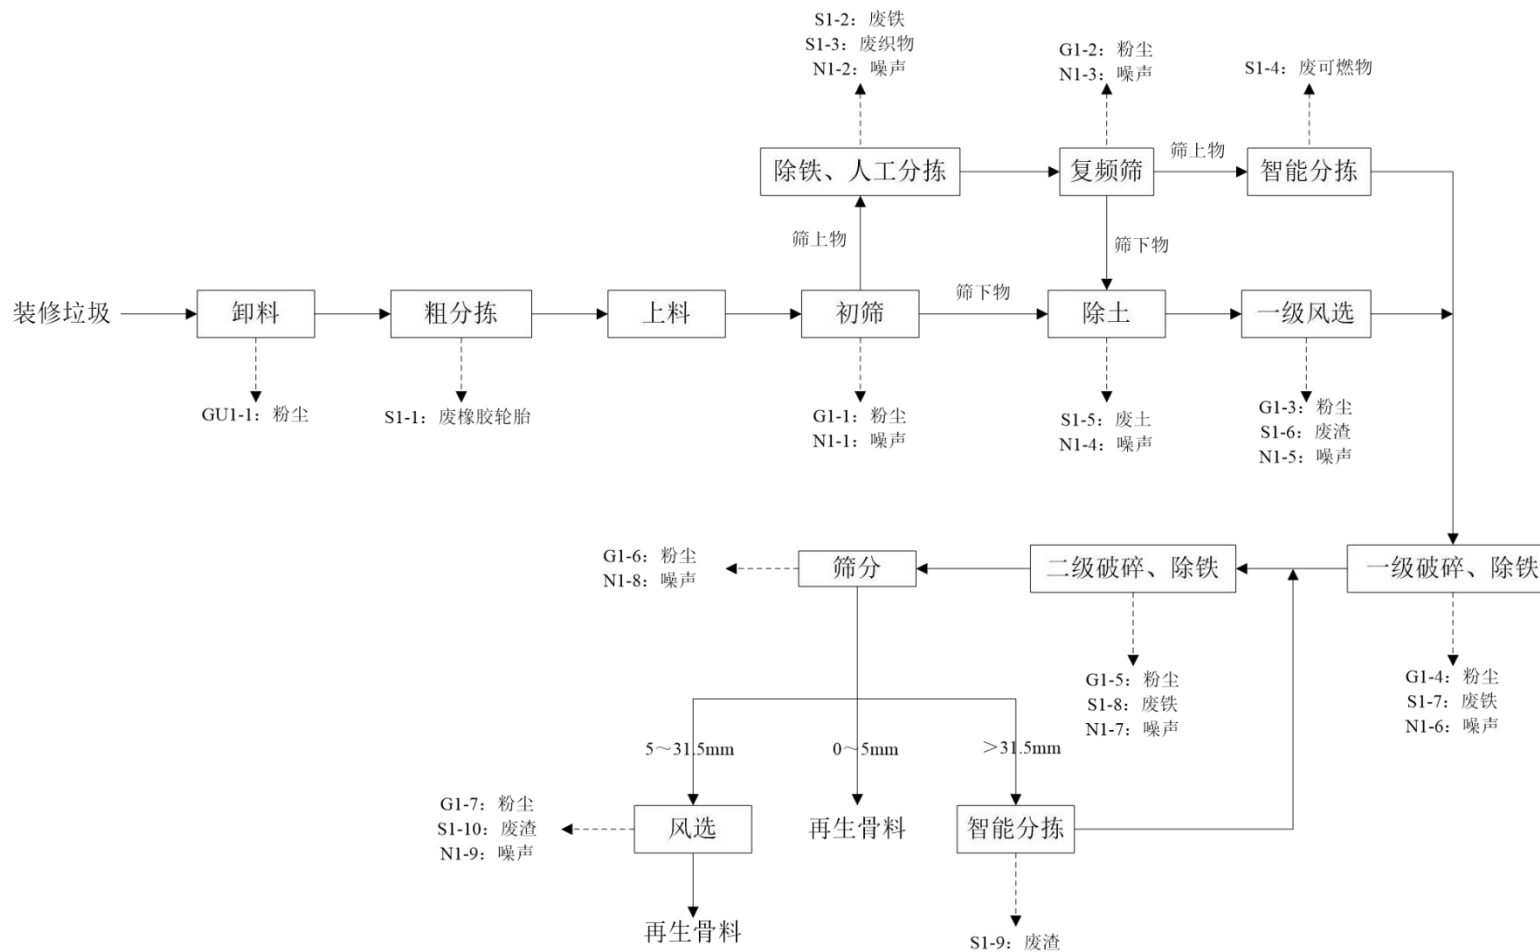 S1-2：废铁
S1-3：废织物
N1-2：噪声
G1-2：粉尘
N1-3：噪声
S1-4：废可燃物
除铁、人工分拣
复频筛
筛上物
智能分拣
筛上物
筛下物
装修垃圾
卸料
粗分拣
上料
初筛
筛下物
除土
一级风选
GU1-1：粉尘
S1-1：废橡胶轮胎
G1-1：粉尘
N1-1：噪声
S1-5：废土
N1-4：噪声
G1-3：粉尘
S1-6：废渣
N1-5：噪声
G1-6：粉尘
N1-8：噪声
筛分
二级破碎、除铁
一级破碎、除铁
G1-5：粉尘
S1-8：废铁
N1-7：噪声
G1-4：粉尘
S1-7：废铁
N1-6：噪声
5～31.5mm
0～5mm
＞31.5mm
G1-7：粉尘
S1-10：废渣
N1-9：噪声
风选
再生骨料
智能分拣
再生骨料
S1-9：废渣